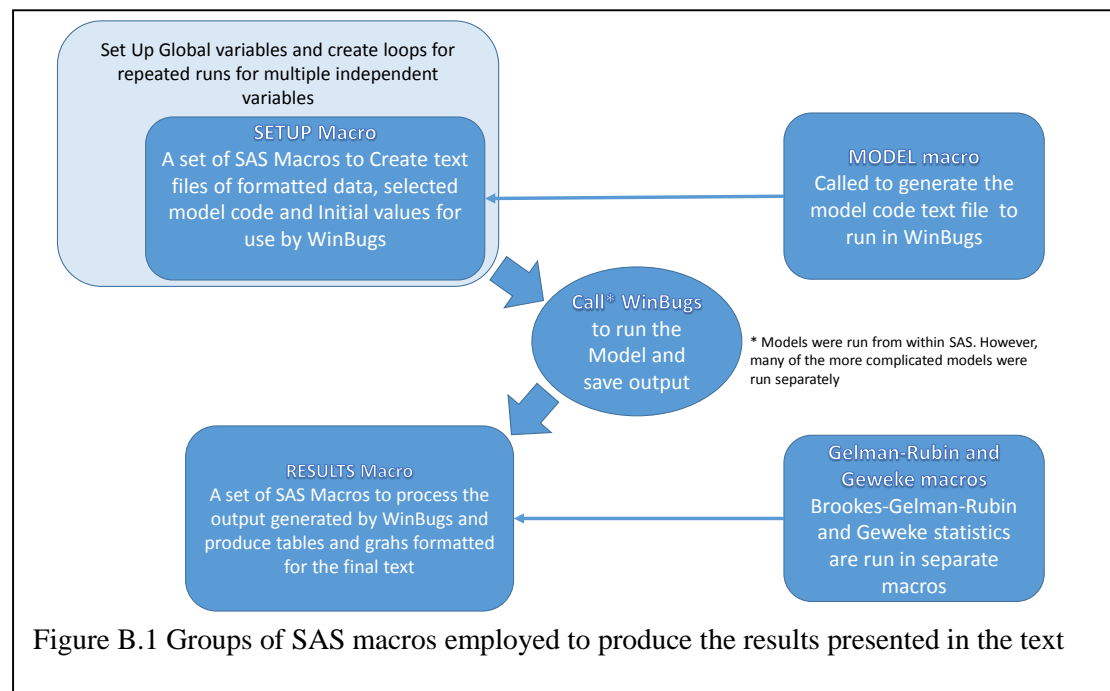 Set Up Global variables and create loops for
repeated runs for multiple independent
variables
SETUP Macro
A set of SAS Macros to Create text
files of formatted data, selected
model code and Initial values for
use by WinBugs
MODEL macro
Called to generate the
model code text file to
run in WinBugs
Call* WinBugs
to run the
Model and
save output
* Models were run from within SAS. However,
many of the more complicated models were
run separately
RESULTS Macro
A set of SAS Macros to process the
output generated by WinBugs and
produce tables and grahs formatted
for the final text
Gelman-Rubin and
Geweke macros
Brookes-Gelman-Rubin
and Geweke statistics
are run in separate
macros
Figure B.1 Groups of SAS macros employed to produce the results presented in the text